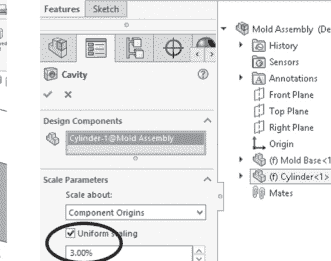 Features Sketch
Cavity
Design Components
Cylinder-1@Mold Assembly
Scale Parameters
Scale about:
Component Origins
Uniform scaling
3.00%
Mold Assembly (De
History
Sensors
Annotations
Front Plane
Top Plane
Right Plane
Origin
(f) Mold Base<1
(f) Cylinder<1>
Mates